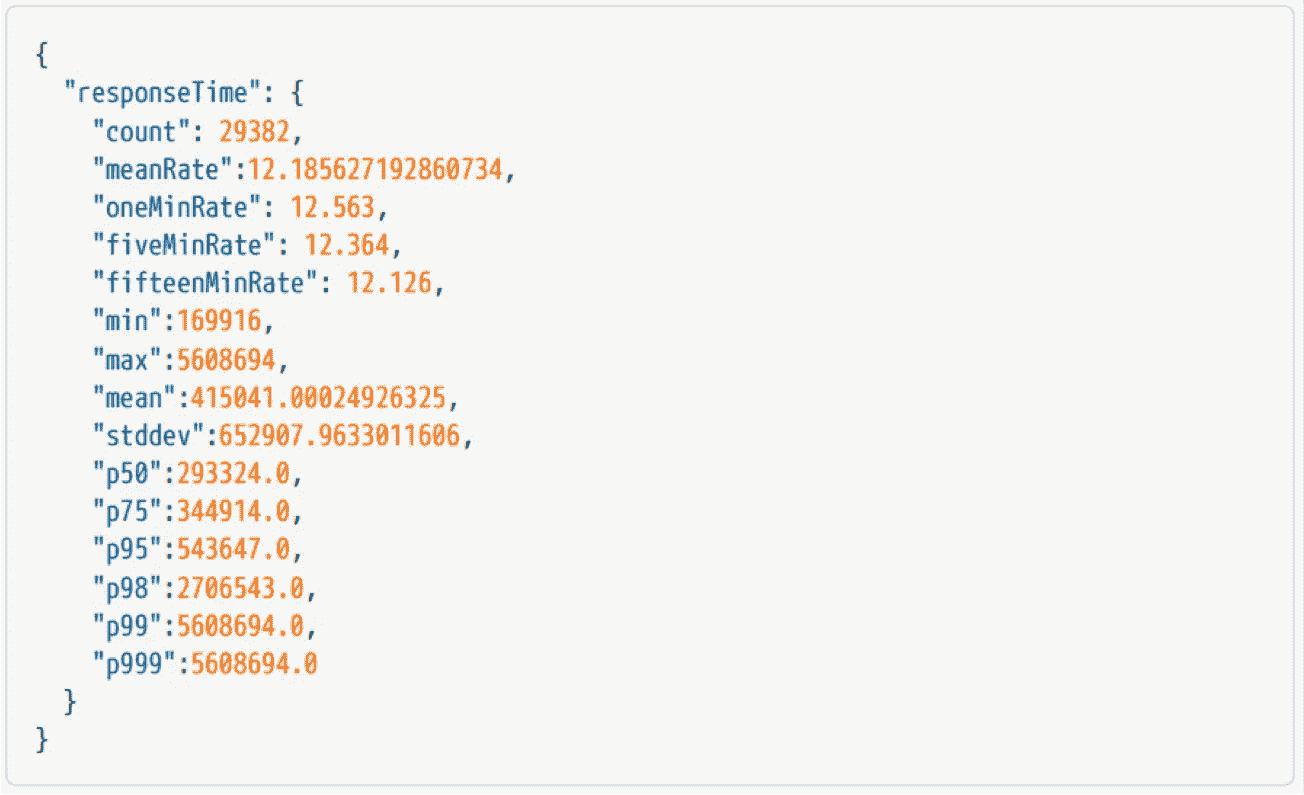 {
"responseTime": {
"count": 29382,
"meanRate":12.185627192860734,
"oneMinRate": 12.563,
"fiveMinRate": 12.364,
"fifteenMinRate": 12.126,
"min":169916,
"max":5608694,
"mean":415041.00024926325,
"stddev":652907.9633011606,
"p50":293324.0,
"p75":344914.0,
"p95":543647.0,
"p98":2706543.0,
"p99":5608694.0,
"p999":5608694.0
}
}